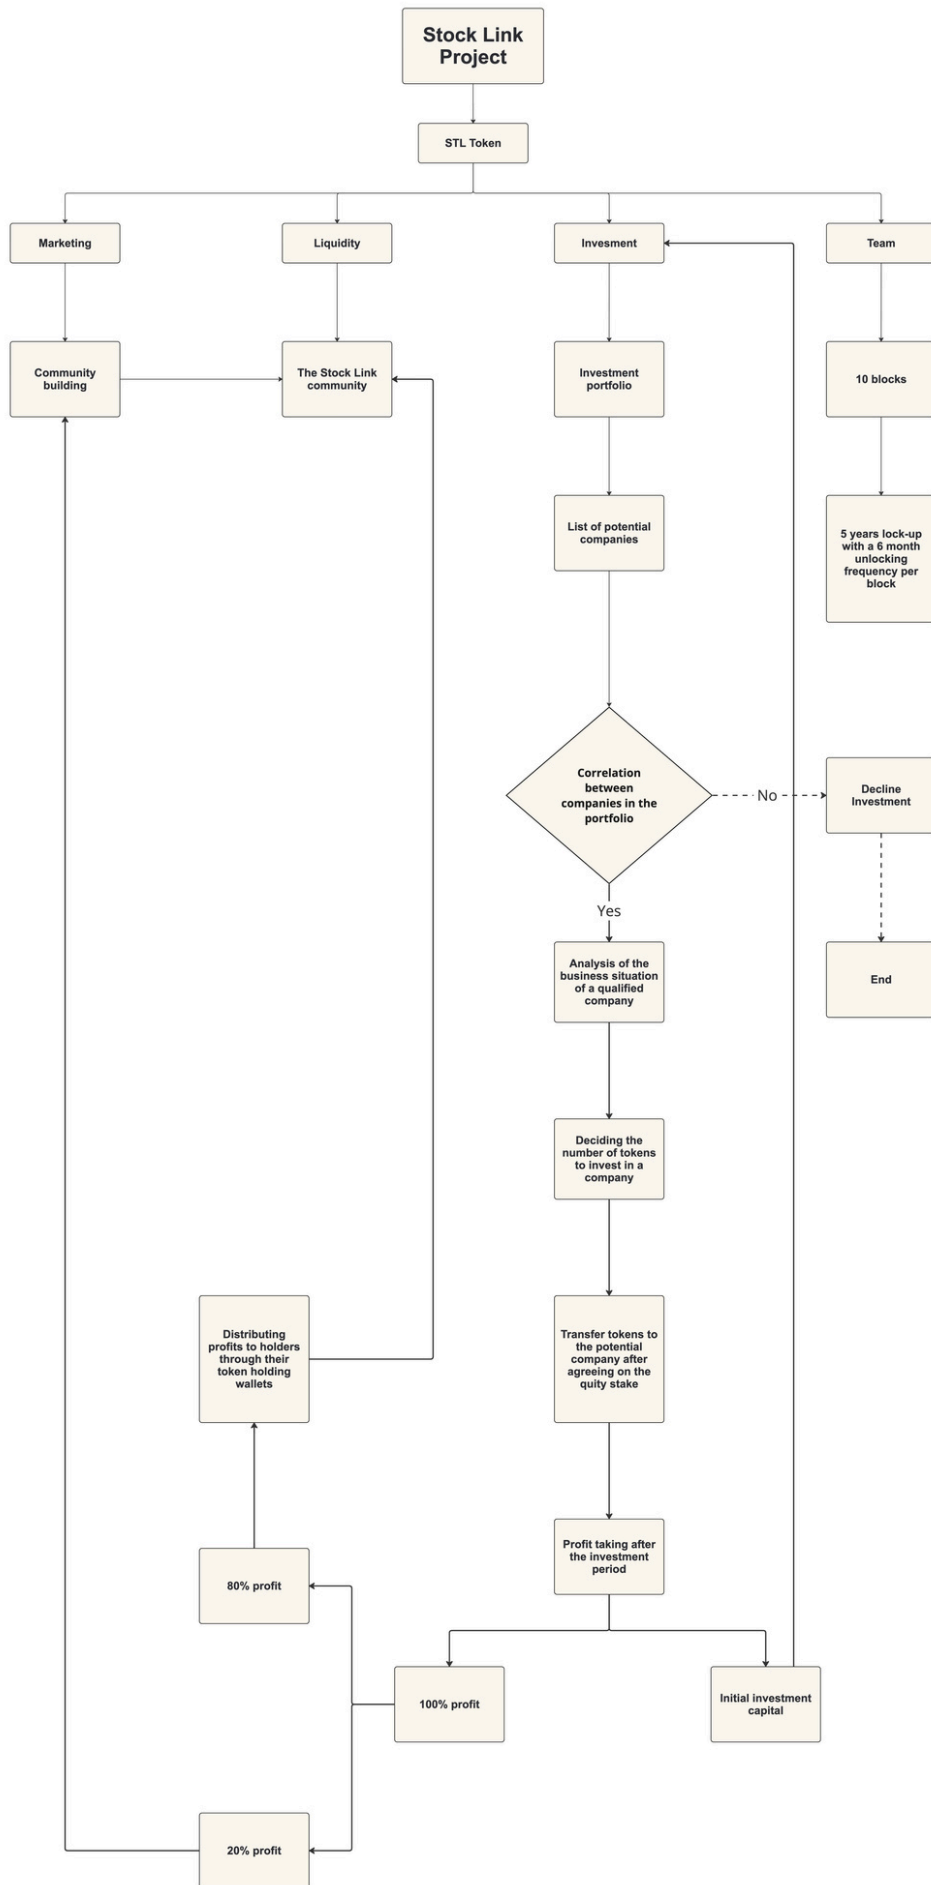 Stock Link
Project
STL Token
Marketing
Liquidity
Invesment
Team
Community
building
The Stock Link
community
Investment
portfolio
10 blocks
List of potential
companies
5 years lock-up
with a 6 month
unlocking
frequency per
block
Correlation
between
companies in the
portfolio
No
Decline
Investment
Yes
Analysis of the
business situation
of a qualified
company
End
Deciding the
number of tokens
to invest in a
company
Distributing
profits to holders
through their
token holding
wallets
Transfer tokens to
the potential
company after
agreeing on the
quity stake
Profit taking after
the investment
period
80% profit
100% profit
Initial investment
capital
20% profit